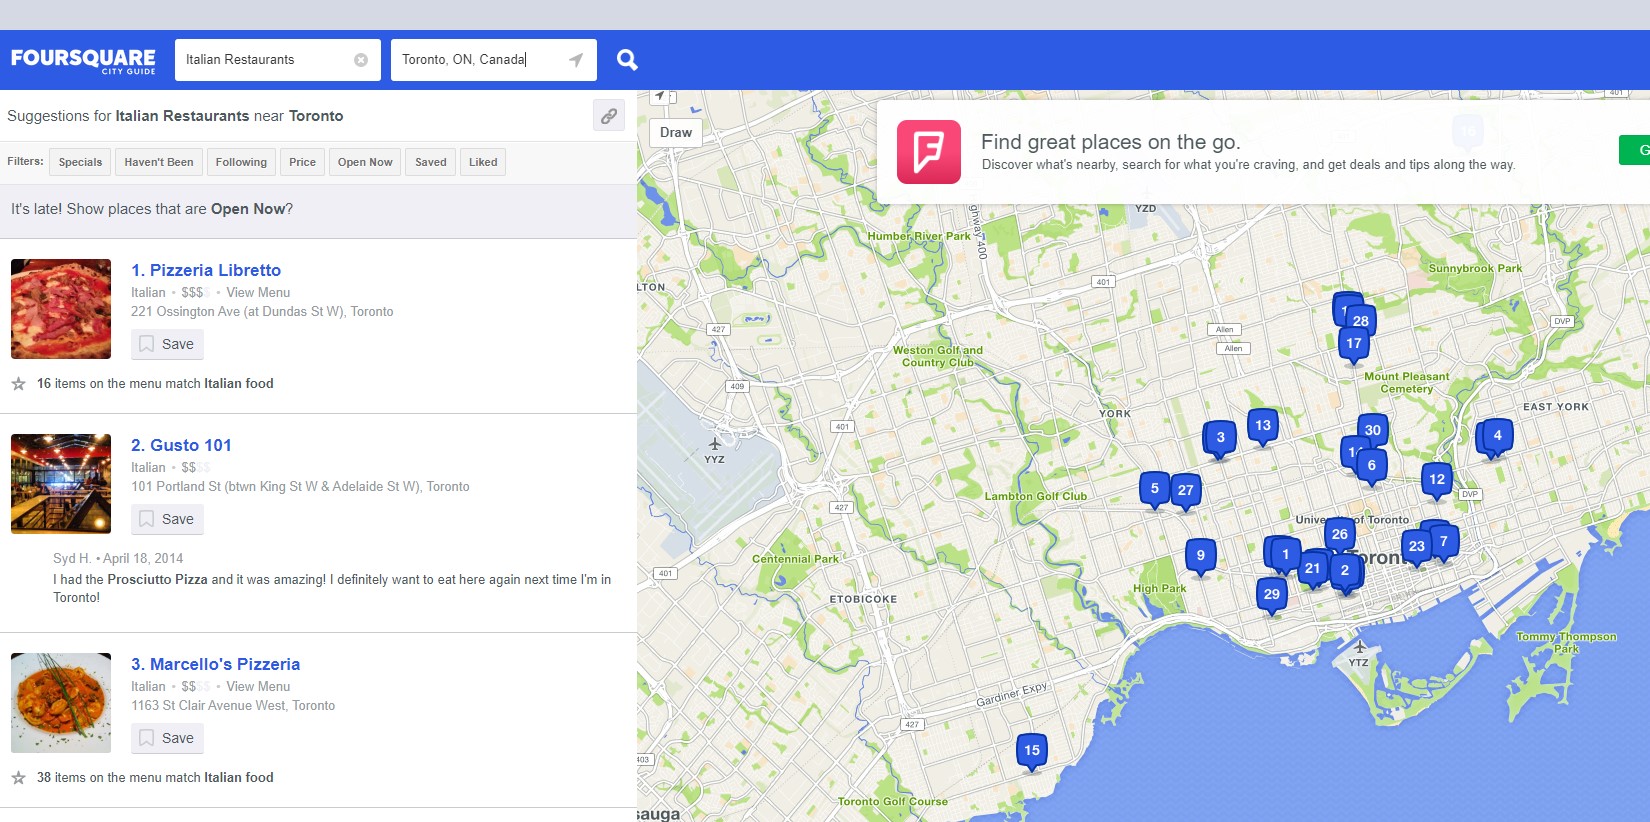 FOURSQUARE
CITY GUIDE
Italian Restaurants
Toronto, ON, Canada
Suggestions for Italian Restaurants near Toronto
Filters:
Specials
Haven't Been
Following
Price
Open Now
Saved
Liked
It's late! Show places that are Open Now?
1. Pizzeria Libretto
Italian • $$$$ • View Menu
221 Ossington Ave (at Dundas St W), Toronto
Save
16 items on the menu match Italian food
2. Gusto 101
Italian • $$$$
101 Portland St (btwn King St W & Adelaide St W), Toronto
Save
Syd H. • April 18, 2014
I had the Prosciutto Pizza and it was amazing! I definitely want to eat here again next time I'm in
Toronto!
3. Marcello's Pizzeria
Italian • $$$$ • View Menu
1163 St Clair Avenue West, Toronto
Save
38 items on the menu match Italian food
Draw
Find great places on the go.
Discover what's nearby, search for what you're craving, and get deals and tips along the way.
G
401
16
YZD
Humber River Park
ghway 400
Sunnybrook Park
401
LTON
28
DVP
427
Allen
17
Allen
Weston Golf and
Country Club
Mount Pleasant
Cemetery
409
YORK
EAST YORK
401
13
30
3
4
YYZ
6
12
5
27
Lambton Golf Club
DVP
427
University of Toronto
26
7
23
9
1
Toronto
Centennial Park
21
2
401
High Park
29
ETOBICOKE
Tommy Thompson
Park
YTZ
Gardiner Expy
427
15
403
Toronto Golf Course
sauga